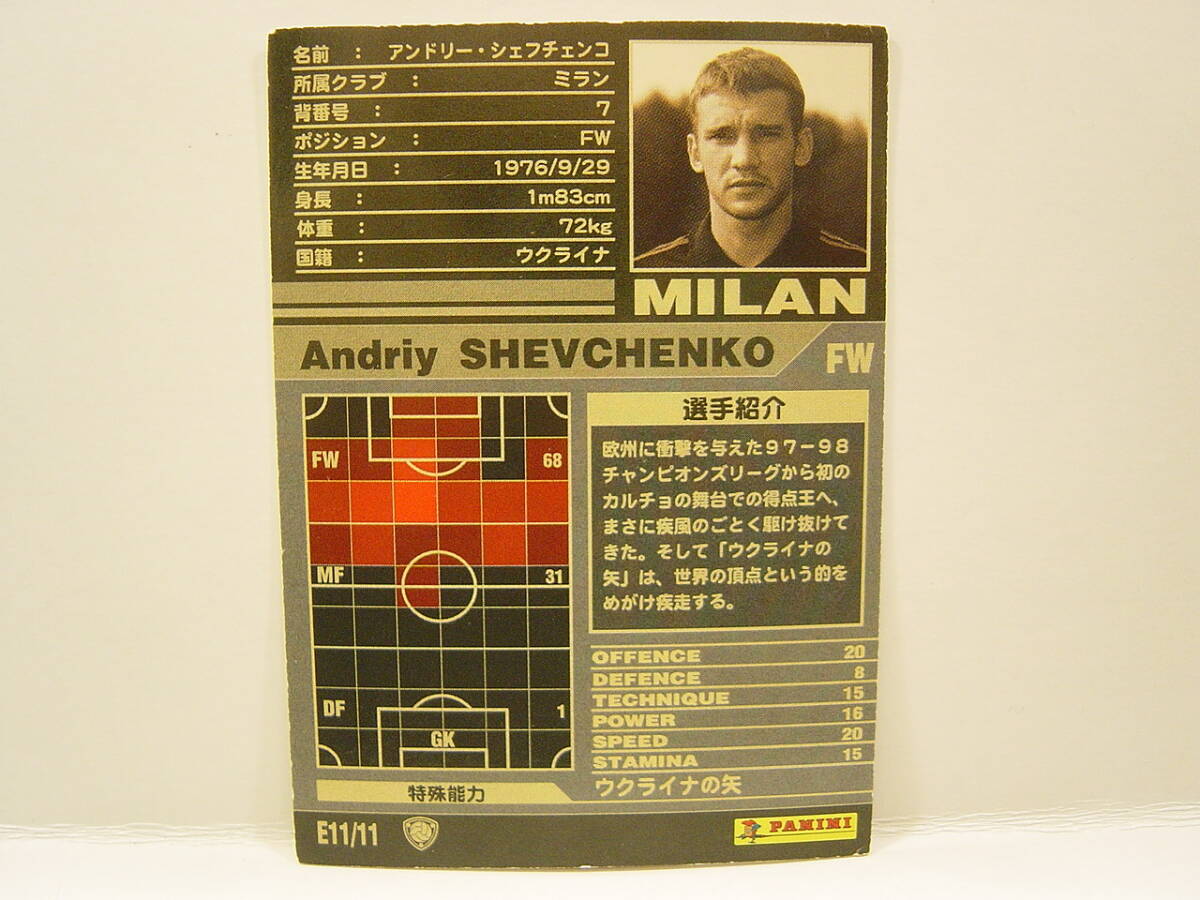 名前 : アンドリー・シェフチェンコ
所属クラブ : ミラン
背番号 : 7
ポジション : FW
生年月日 : 1976/9/29
身長 : 1m83cm
体重 : 72kg
国籍 : ウクライナ
MILAN
Andriy SHEVCHENKO FW
FW 68
MF 31
DF 1
GK
選手紹介
欧州に衝撃を与えた97−98
チャンピオンズリーグから初の
カルチョの舞台での得点王へ、
まさに疾風のごとく駆け抜けて
きた。そして「ウクライナの
矢」は、世界の頂点という的を
めがけ疾走する。
OFFENCE 20
DEFENCE 8
TECHNIQUE 15
POWER 16
SPEED 20
STAMINA 15
特殊能力 ウクライナの矢
E11/11
PANINI